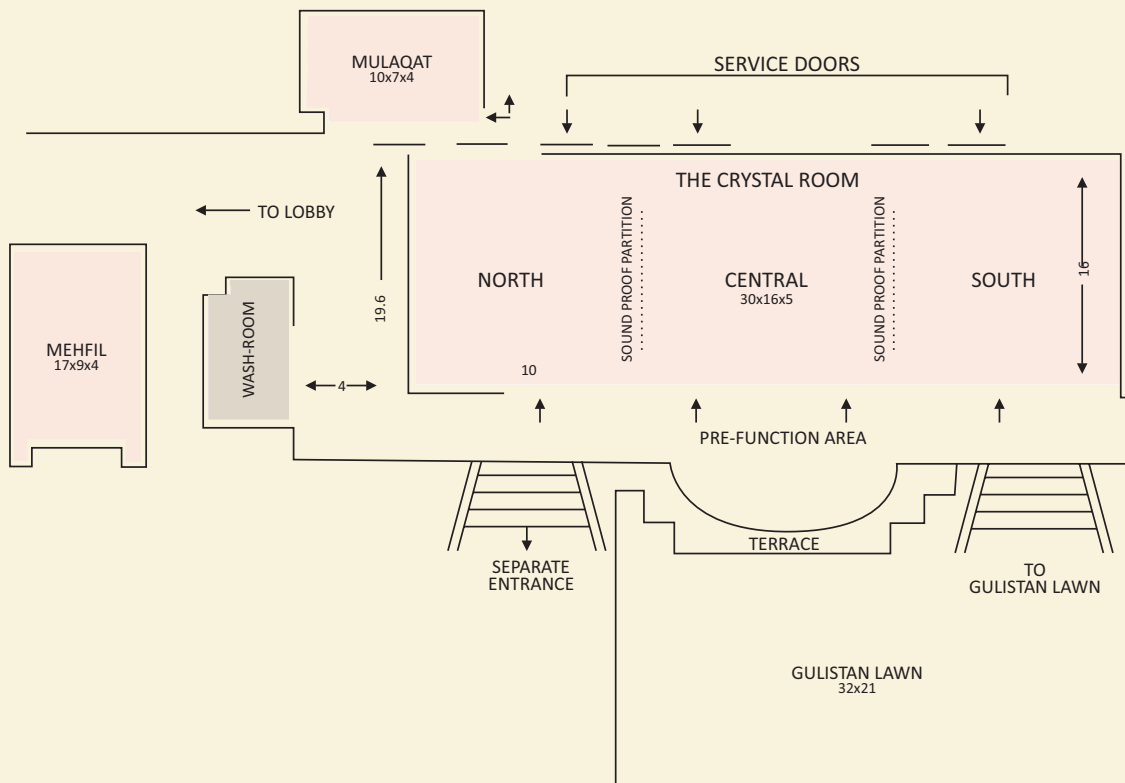 MULAQAT
10x7x4
SERVICE DOORS
THE CRYSTAL ROOM
TO LOBBY
NORTH
SOUND PROOF PARTITION
CENTRAL
30x16x5
SOUND PROOF PARTITION
SOUTH
16
19.6
WASH-ROOM
MEHFIL
17x9x4
4
10
PRE-FUNCTION AREA
TERRACE
SEPARATE
ENTRANCE
TO
GULISTAN LAWN
GULISTAN LAWN
32x21